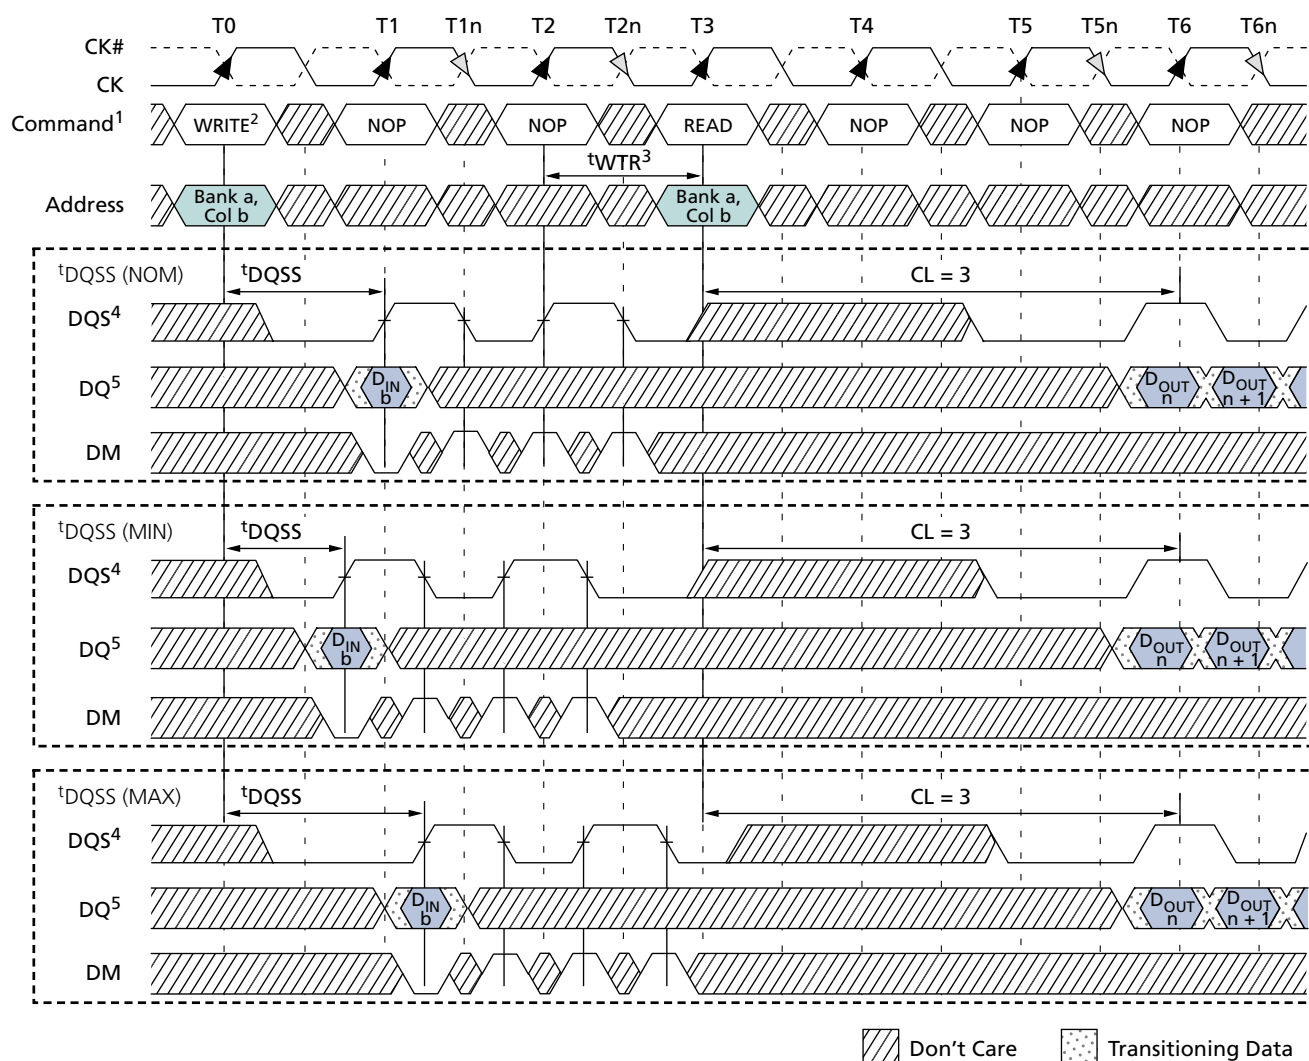 T0 T1 T1n T2 T2n T3 T4 T5 T5n T6 T6n
CK#
CK
Command1 WRITE2 NOP NOP READ NOP NOP NOP
tWTR3
Address Bank a, Col b Bank a, Col b
tDQSS (NOM) tDQSS CL = 3
DQS4
DQ5 DIN b DOUT n DOUT n + 1
DM
tDQSS (MIN) tDQSS CL = 3
DQS4
DQ5 DIN b DOUT n DOUT n + 1
DM
tDQSS (MAX) tDQSS CL = 3
DQS4
DQ5 DIN b DOUT n DOUT n + 1
DM
Don't Care Transitioning Data